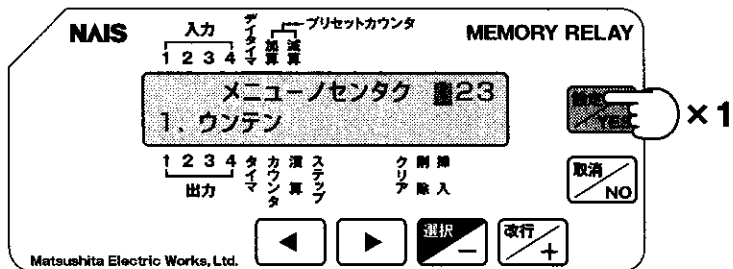 NAIS
入力
1 2 3 4
デイタイマ
加算
減算
プリセットカウンタ
MEMORY RELAY
メニューノセンタク 23
1. ウンテン
設定/YES
×1
1 2 3 4
出力
タイマ
カウンタ
演算
ステップ
クリア
削除
挿入
取消/NO
◀
▶
選択/−
改行/+
Matsushita Electric Works, Ltd.